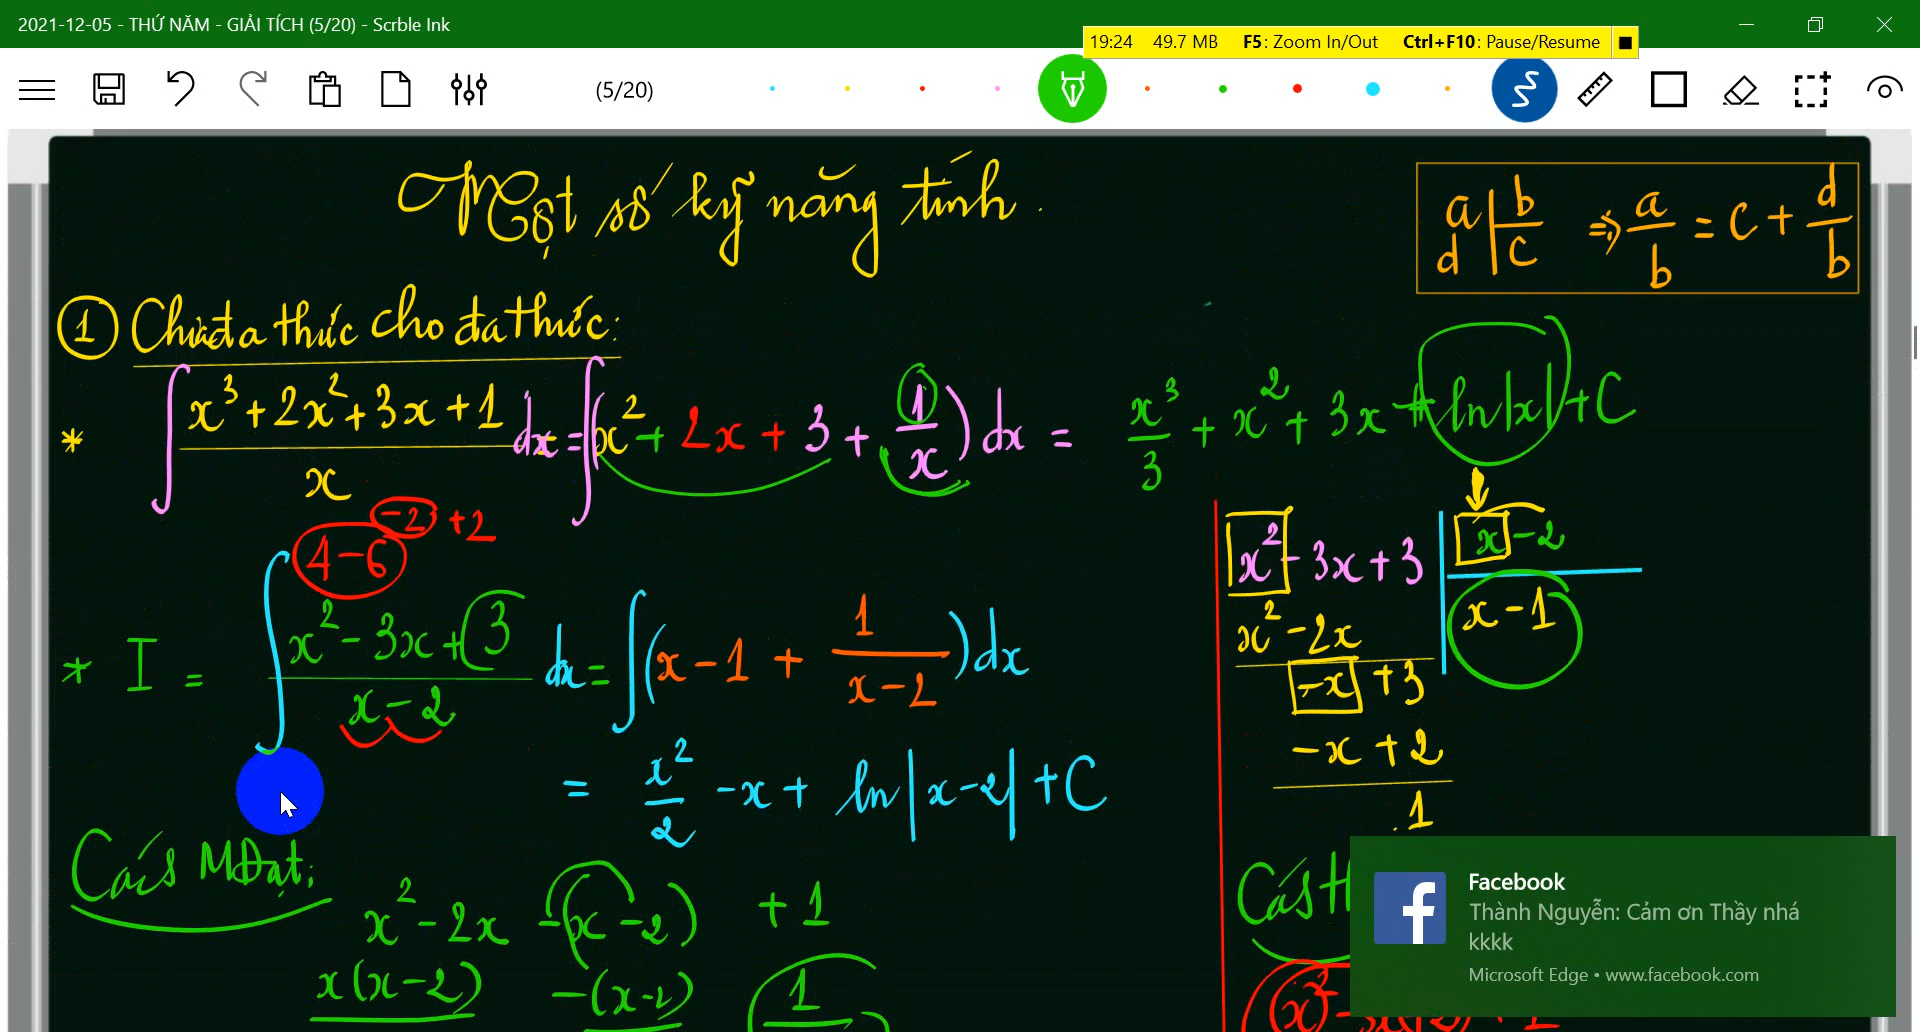 2021-12-05 - THỨ NĂM - GIẢI TÍCH (5/20) - Scrble Ink
19:24 49.7 MB F5: Zoom In/Out Ctrl+F10: Pause/Resume
(5/20)
Một số kỹ năng tính.
a | b
d | c
⇒ a/b = c + d/b
① Chia đa thức cho đa thức:
* ∫ (x³ + 2x² + 3x + 1)/x dx = ∫ (x² + 2x + 3 + 1/x) dx = x³/3 + x² + 3x + ln|x| + C
4 - 6 -2 +2
* I = ∫ (x² - 3x + 3)/(x - 2) dx = ∫ (x - 1 + 1/(x - 2)) dx
= x²/2 - x + ln|x - 2| + C
x² - 3x + 3 | x - 2
x² - 2x | x - 1
-x + 3
-x + 2
1
x² - 2x - (x - 2) + 1
x(x - 2) -(x - 2) 1
Facebook
Thành Nguyễn: Cảm ơn Thầy nhá
kkkk
Microsoft Edge • www.facebook.com